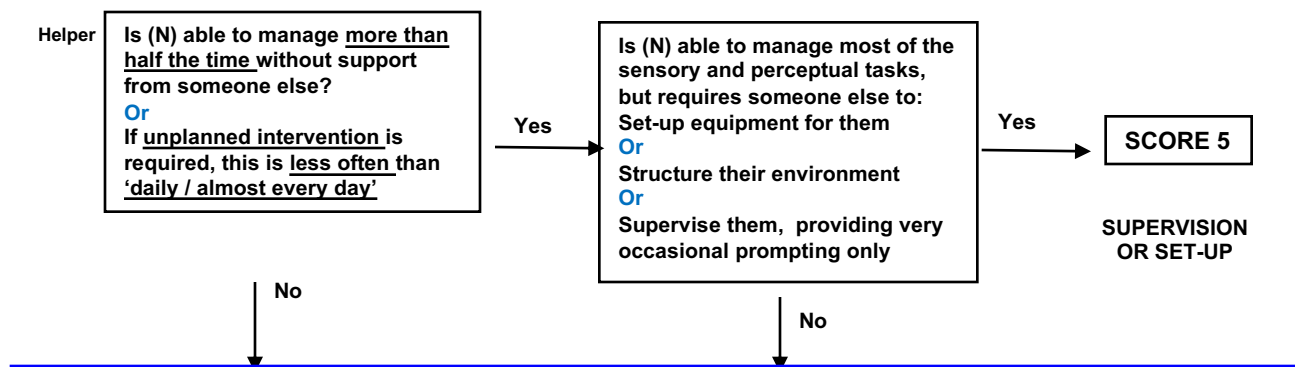 Helper
Is (N) able to manage more than
half the time without support
from someone else?
Or
If unplanned intervention is
required, this is less often than
‘daily / almost every day’
Yes
No
Is (N) able to manage most of the
sensory and perceptual tasks,
but requires someone else to:
Set-up equipment for them
Or
Structure their environment
Or
Supervise them, providing very
occasional prompting only
Yes
No
SCORE 5
SUPERVISION
OR SET-UP